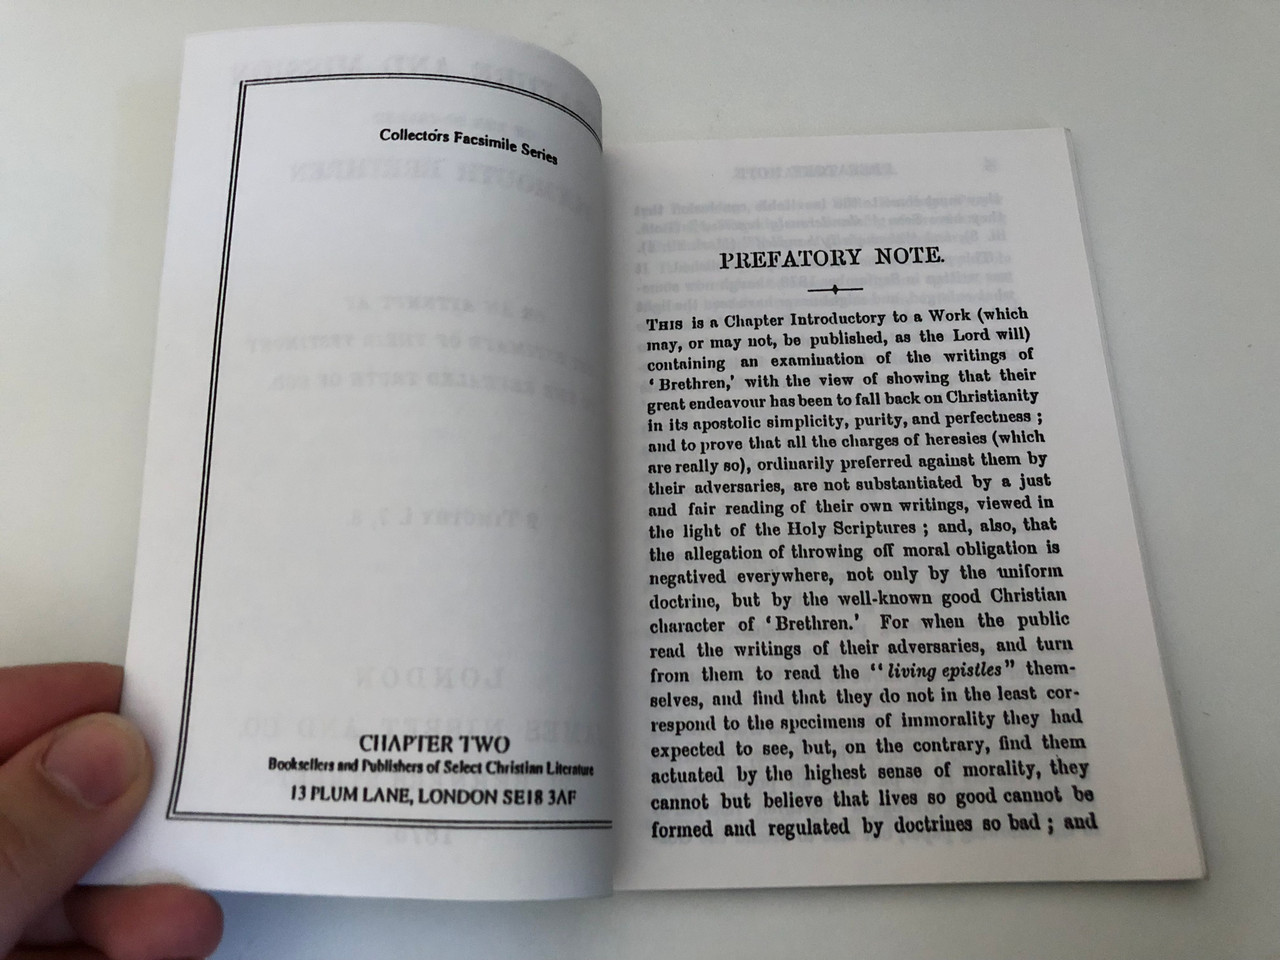 Collectors Facsimile Series
CHAPTER TWO
Booksellers and Publishers of Select Christian Literature
13 PLUM LANE, LONDON SE18 3AF
PREFATORY NOTE.
THIS is a Chapter Introductory to a Work (which
may, or may not, be published, as the Lord will)
containing an examination of the writings of
‘ Brethren,’ with the view of showing that their
great endeavour has been to fall back on Christianity
in its apostolic simplicity, purity, and perfectness ;
and to prove that all the charges of heresies (which
are really so), ordinarily preferred against them by
their adversaries, are not substantiated by a just
and fair reading of their own writings, viewed in
the light of the Holy Scriptures ; and, also, that
the allegation of throwing off moral obligation is
negatived everywhere, not only by the uniform
doctrine, but by the well-known good Christian
character of ‘ Brethren.’ For when the public
read the writings of their adversaries, and turn
from them to read the “ living epistles” them-
selves, and find that they do not in the least cor-
respond to the specimens of immorality they had
expected to see, but, on the contrary, find them
actuated by the highest sense of morality, they
cannot but believe that lives so good cannot be
formed and regulated by doctrines so bad ; and